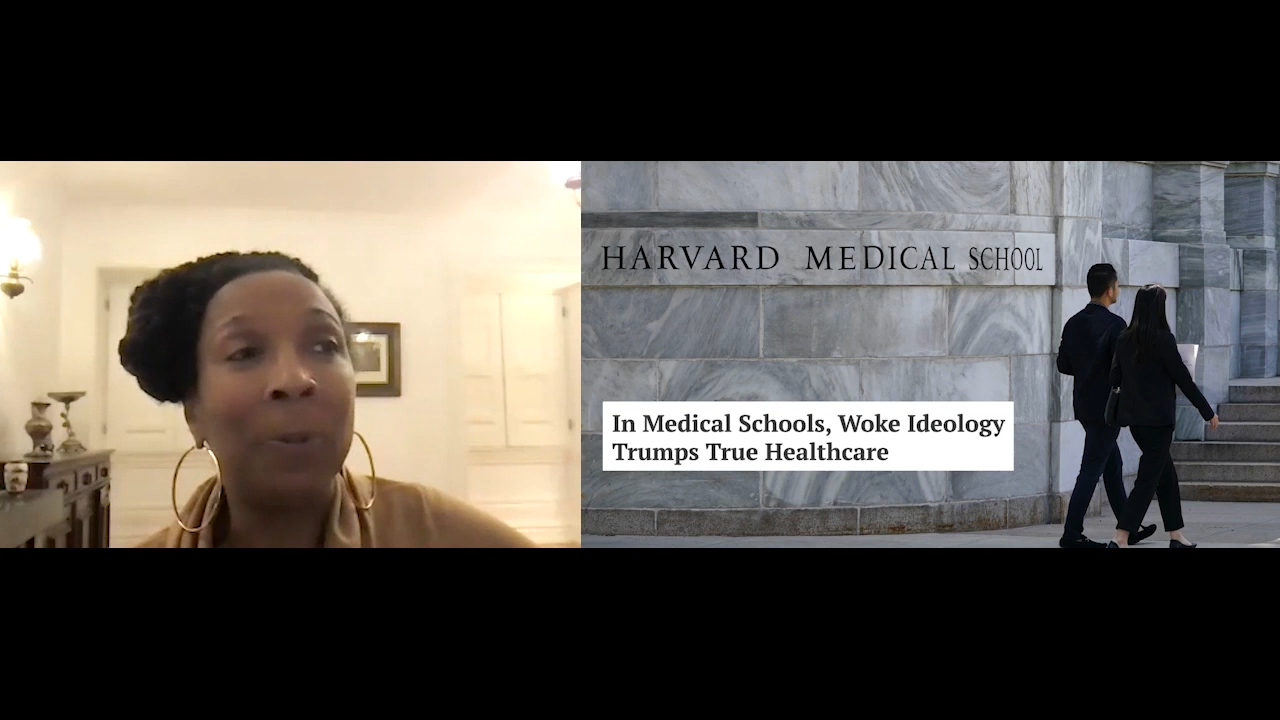 HARVARD MEDICAL SCHOOL
In Medical Schools, Woke Ideology
Trumps True Healthcare